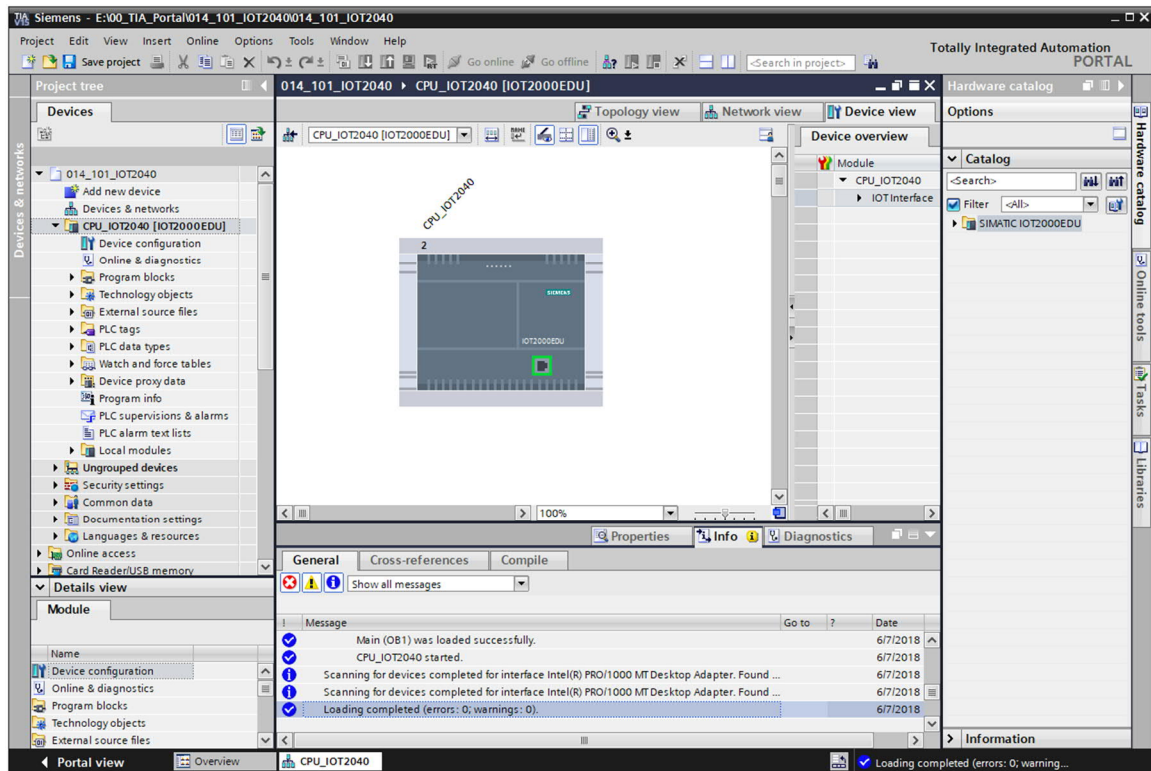 Siemens - E:\00_TIA_Portal\014_101_IOT2040\014_101_IOT2040
Project Edit View Insert Online Options Tools Window Help
Totally Integrated Automation
PORTAL
Save project Go online Go offline <Search in project>
Project tree
Devices
Devices & networks
014_101_IOT2040
Add new device
Devices & networks
CPU_IOT2040 [IOT2000EDU]
Device configuration
Online & diagnostics
Program blocks
Technology objects
External source files
PLC tags
PLC data types
Watch and force tables
Device proxy data
Program info
PLC supervisions & alarms
PLC alarm text lists
Local modules
Ungrouped devices
Security settings
Common data
Documentation settings
Languages & resources
Online access
Card Reader/USB memory
Details view
Module
Name
Device configuration
Online & diagnostics
Program blocks
Technology objects
External source files
014_101_IOT2040 CPU_IOT2040 [IOT2000EDU]
Topology view Network view Device view
CPU_IOT2040 [IOT2000EDU]
CPU_IOT2040
2
SIEMENS
IOT2000EDU
100%
Device overview
Module
CPU_IOT2040
IOT Interface
Properties Info Diagnostics
General Cross-references Compile
Show all messages
! Message Go to ? Date
Main (OB1) was loaded successfully. 6/7/2018
CPU_IOT2040 started. 6/7/2018
Scanning for devices completed for interface Intel(R) PRO/1000 MT Desktop Adapter. Found ... 6/7/2018
Scanning for devices completed for interface Intel(R) PRO/1000 MT Desktop Adapter. Found ... 6/7/2018
Loading completed (errors: 0; warnings: 0). 6/7/2018
Hardware catalog
Options
Catalog
<Search>
Filter <All>
SIMATIC IOT2000EDU
Information
Hardware catalog
Online tools
Tasks
Libraries
Portal view Overview CPU_IOT2040 Loading completed (errors: 0; warning...